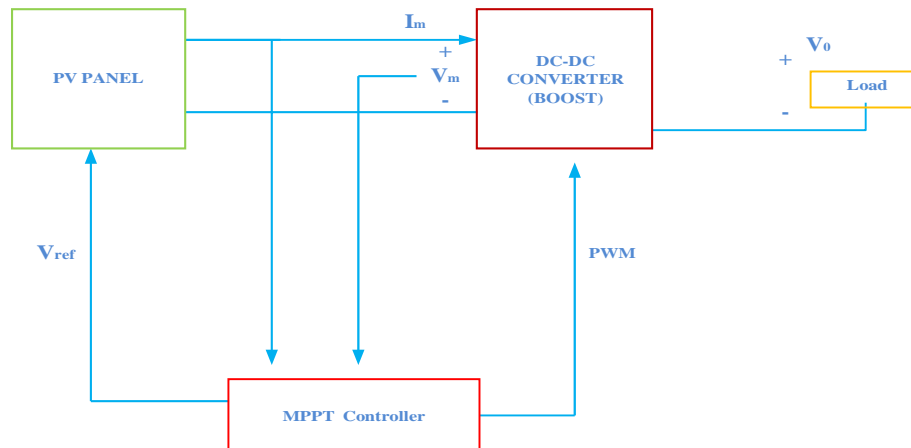 Im
+
Vm
-
PV PANEL
DC-DC
CONVERTER
(BOOST)
V0
+
Load
-
Vref
PWM
MPPT Controller